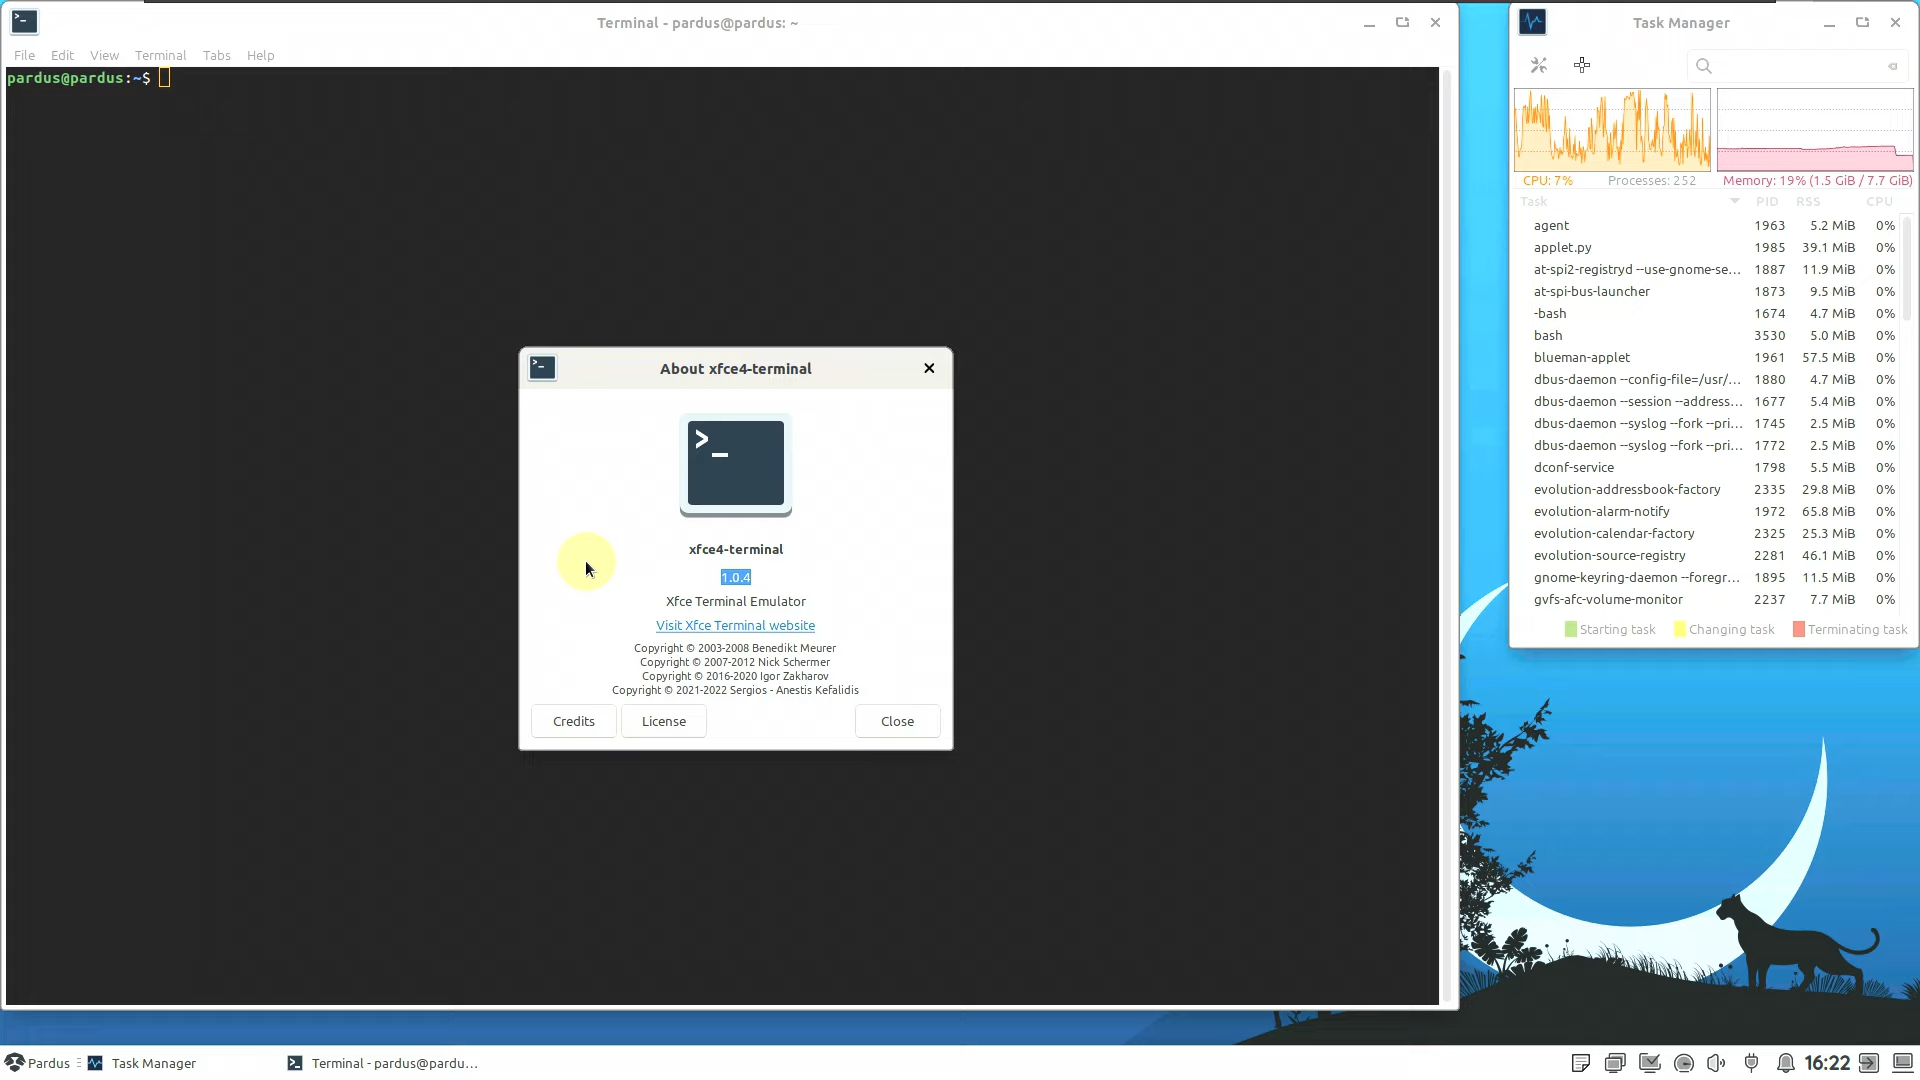 Terminal - pardus@pardus: ~
File Edit View Terminal Tabs Help
pardus@pardus:~$
About xfce4-terminal
xfce4-terminal
1.0.4
Xfce Terminal Emulator
Visit Xfce Terminal website
Copyright © 2003-2008 Benedikt Meurer
Copyright © 2007-2012 Nick Schermer
Copyright © 2016-2020 Igor Zakharov
Copyright © 2021-2022 Sergios - Anestis Kefalidis
Credits License Close
Task Manager
CPU: 7% Processes: 252 Memory: 19% (1.5 GiB / 7.7 GiB)
Task PID RSS CPU
agent 1963 5.2 MiB 0%
applet.py 1985 39.1 MiB 0%
at-spi2-registryd --use-gnome-se... 1887 11.9 MiB 0%
at-spi-bus-launcher 1873 9.5 MiB 0%
-bash 1674 4.7 MiB 0%
bash 3530 5.0 MiB 0%
blueman-applet 1961 57.5 MiB 0%
dbus-daemon --config-file=/usr/... 1880 4.7 MiB 0%
dbus-daemon --session --address... 1677 5.4 MiB 0%
dbus-daemon --syslog --fork --pri... 1745 2.5 MiB 0%
dbus-daemon --syslog --fork --pri... 1772 2.5 MiB 0%
dconf-service 1798 5.5 MiB 0%
evolution-addressbook-factory 2335 29.8 MiB 0%
evolution-alarm-notify 1972 65.8 MiB 0%
evolution-calendar-factory 2325 25.3 MiB 0%
evolution-source-registry 2281 46.1 MiB 0%
gnome-keyring-daemon --foregr... 1895 11.5 MiB 0%
gvfs-afc-volume-monitor 2237 7.7 MiB 0%
Starting task Changing task Terminating task
Pardus Task Manager Terminal - pardus@pardu... 16:22